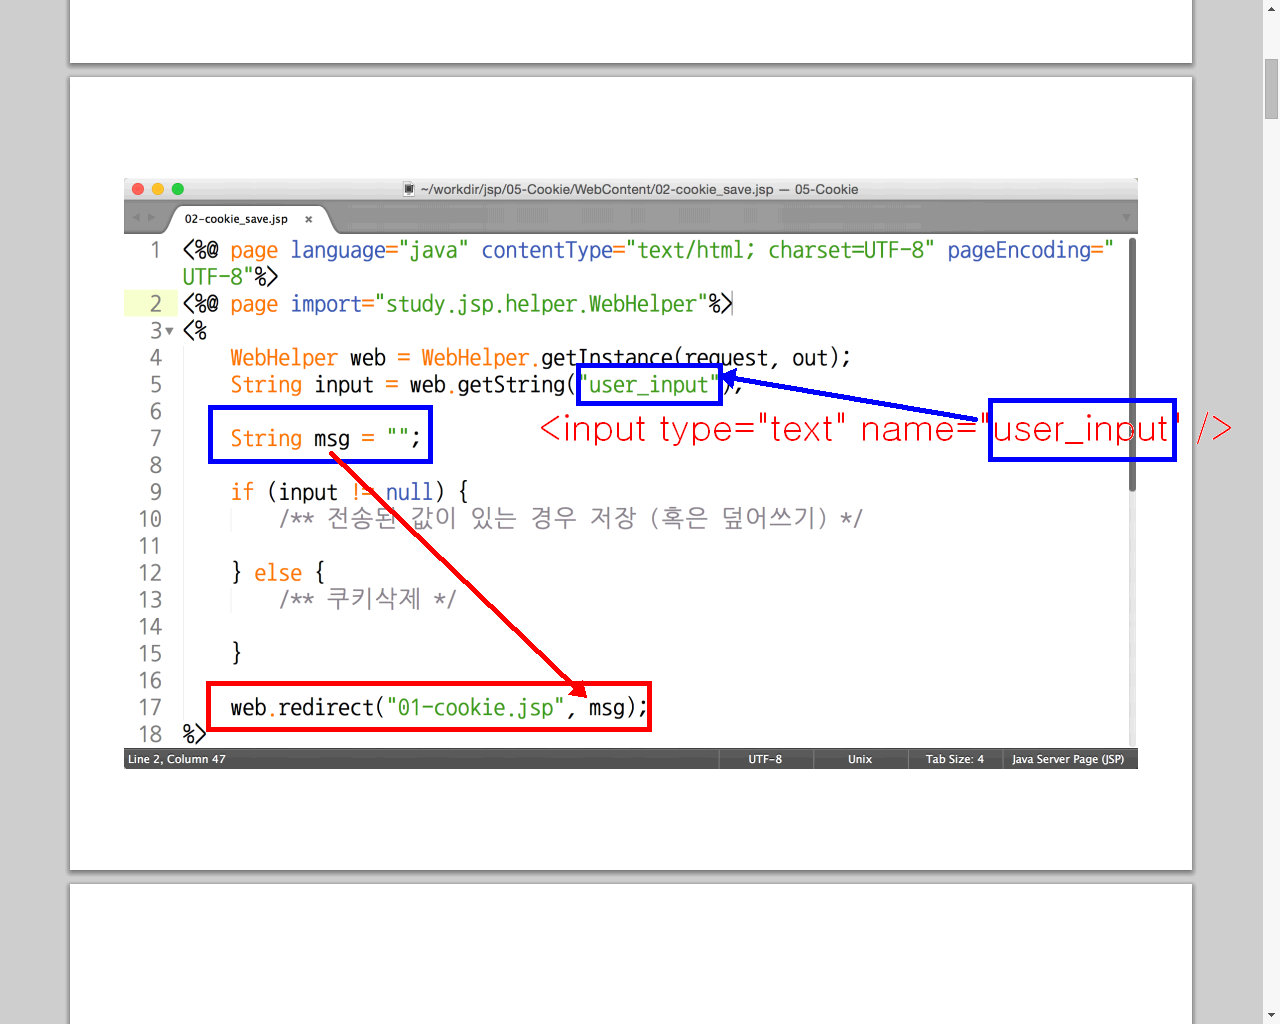 ~/workdir/jsp/05-Cookie/WebContent/02-cookie_save.jsp — 05-Cookie
02-cookie_save.jsp ×
1 <%@ page language="java" contentType="text/html; charset=UTF-8" pageEncoding="
UTF-8"%>
2 <%@ page import="study.jsp.helper.WebHelper"%>
3 <%
4 WebHelper web = WebHelper.getInstance(request, out);
5 String input = web.getString("user_input");
6
<input type="text" name="user_input" />
7 String msg = "";
8
9 if (input != null) {
10 /** 전송된 값이 있는 경우 저장 (혹은 덮어쓰기) */
11
12 } else {
13 /** 쿠키삭제 */
14
15 }
16
17 web.redirect("01-cookie.jsp", msg);
18 %>
Line 2, Column 47 UTF-8 Unix Tab Size: 4 Java Server Page (JSP)